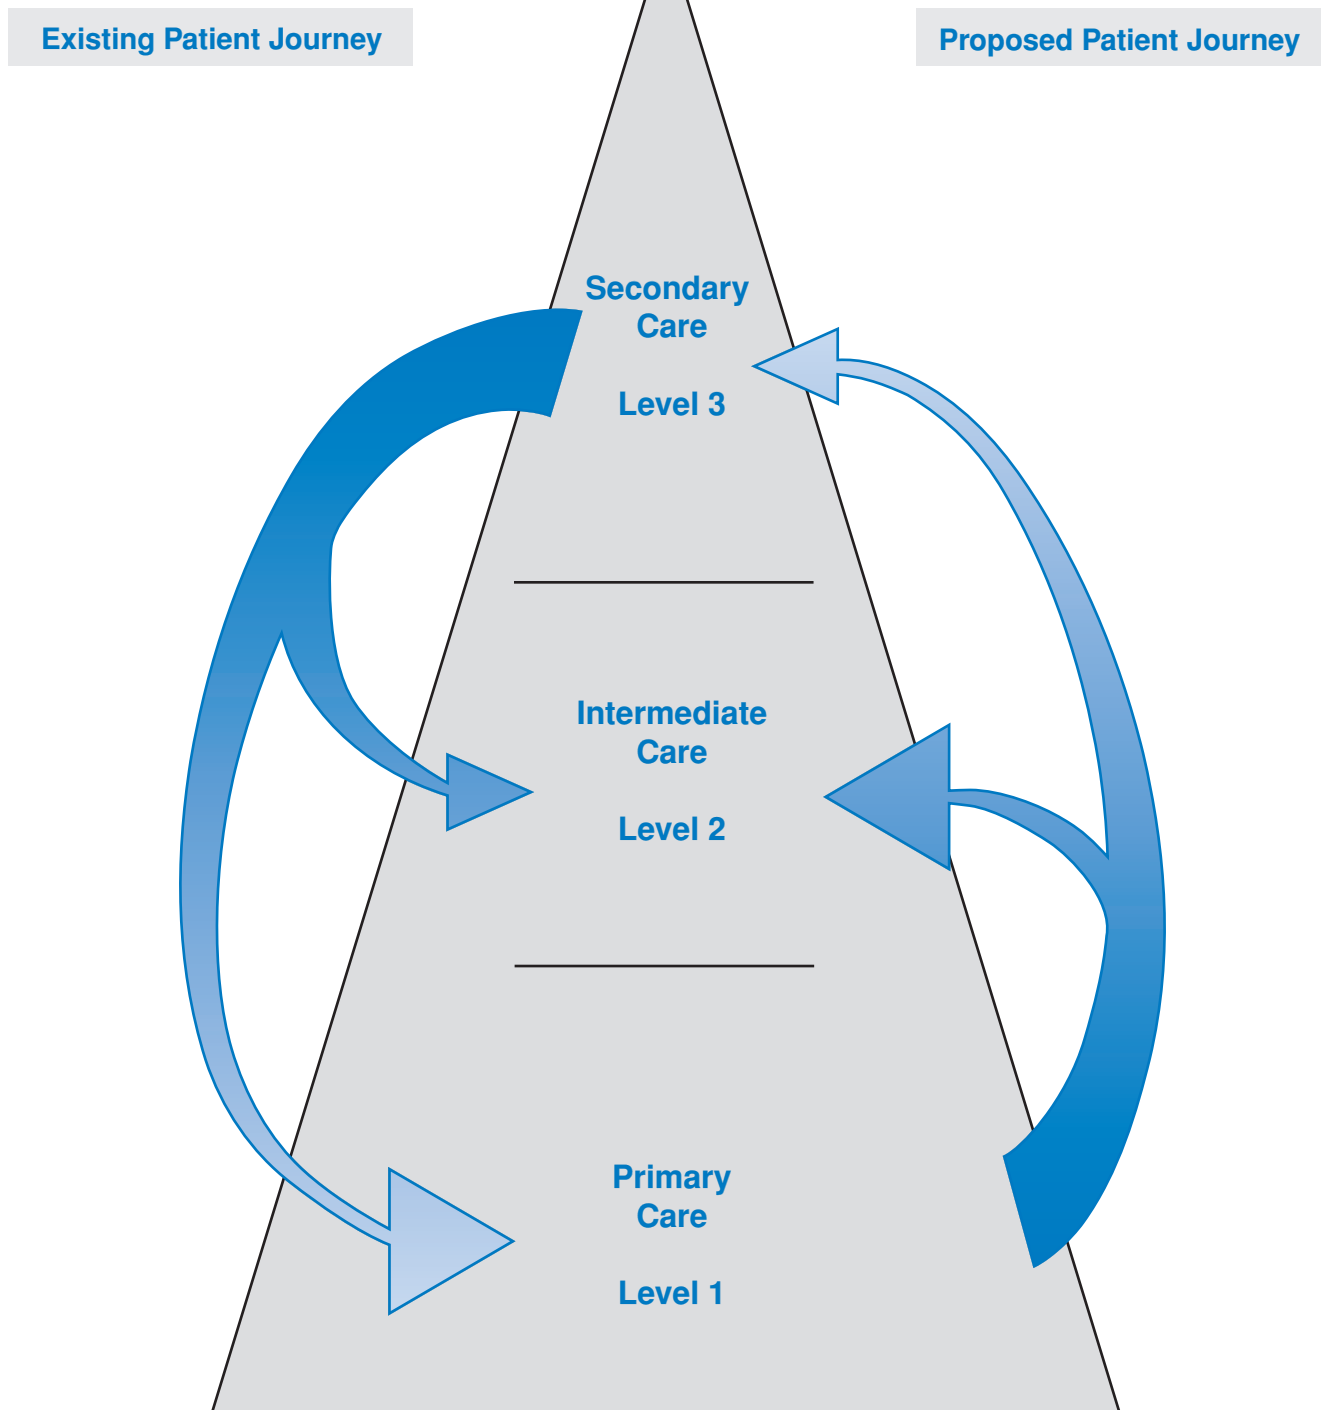 Existing Patient Journey
Proposed Patient Journey
Secondary
Care
Level 3
Intermediate
Care
Level 2
Primary
Care
Level 1